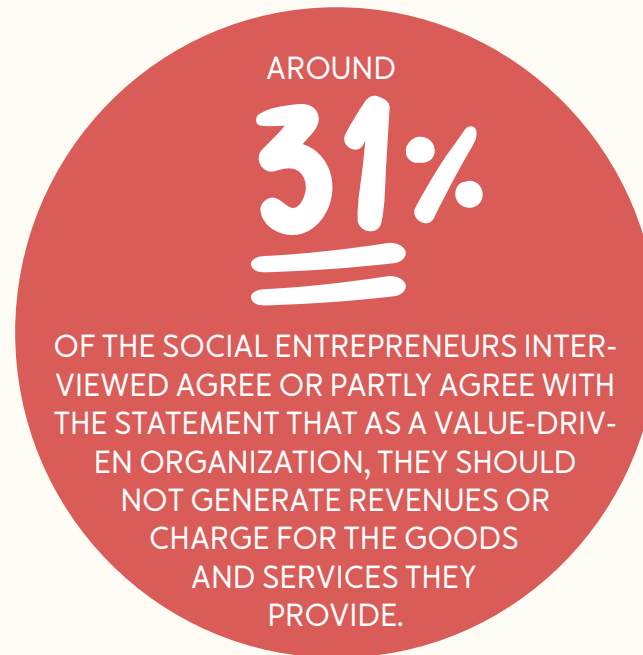 AROUND
31%
OF THE SOCIAL ENTREPRENEURS INTER-
VIEWED AGREE OR PARTLY AGREE WITH
THE STATEMENT THAT AS A VALUE-DRIV-
EN ORGANIZATION, THEY SHOULD
NOT GENERATE REVENUES OR
CHARGE FOR THE GOODS
AND SERVICES THEY
PROVIDE.